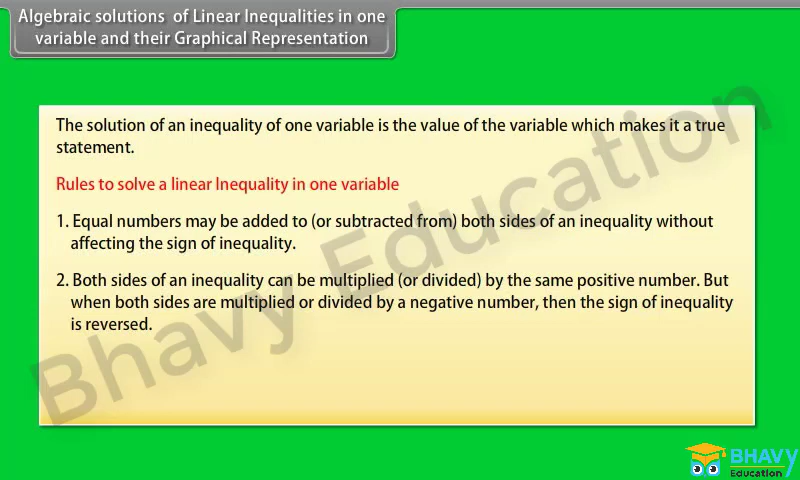 Algebraic solutions of Linear Inequalities in one
variable and their Graphical Representation
The solution of an inequality of one variable is the value of the variable which makes it a true
statement.
Rules to solve a linear Inequality in one variable
1. Equal numbers may be added to (or subtracted from) both sides of an inequality without
affecting the sign of inequality.
2. Both sides of an inequality can be multiplied (or divided) by the same positive number. But
when both sides are multiplied or divided by a negative number, then the sign of inequality
is reversed.
Bhavy Education
BHAVY
Education